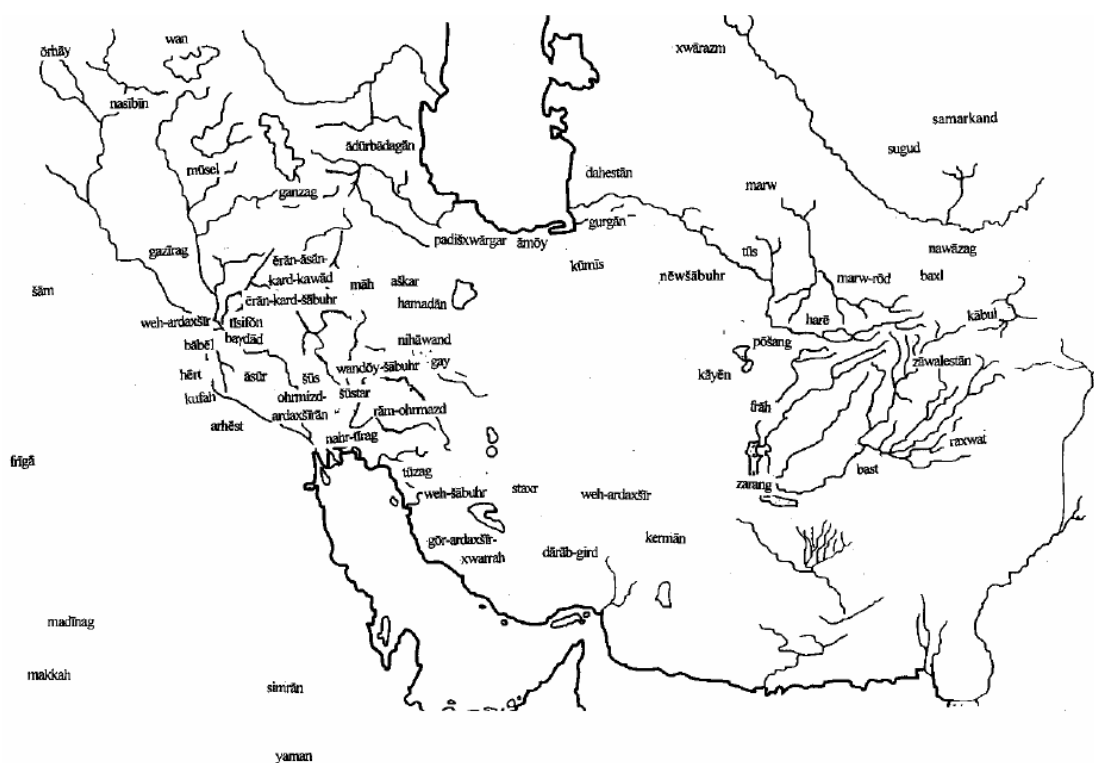 wan
ōrhāy
xwārazm
nasībīn
samarkand
ādūrbādagān
sugud
mūsel
dahestān
marw
ganzag
gurgān
padišxwārgar
āmōy
tūs
nawāzag
gazīrag
ērān-āsān-
kard-kawād
kūmīs
nēwšābuhr
marw-rōd
baxl
māh
aškar
šām
ērān-kard-šābuhr
hamadān
weh-ardaxšīr
tīsifōn
harē
kābul
bābēl
baydād
nihāwand
pōšang
wandōy-šābuhr
gay
zāwalestān
hērt
āsūr
šūs
kāyēn
kufah
ohrmizd-
ardaxšīrān
šūstar
rām-ohrmazd
frāh
arhēst
nahr-tīrag
raxwat
frīgā
tūzag
bast
weh-šābuhr
staxr
weh-ardaxšīr
zarang
gōr-ardaxšīr-
xwarrah
dārāb-gird
kermān
madīnag
makkah
simrān
yaman